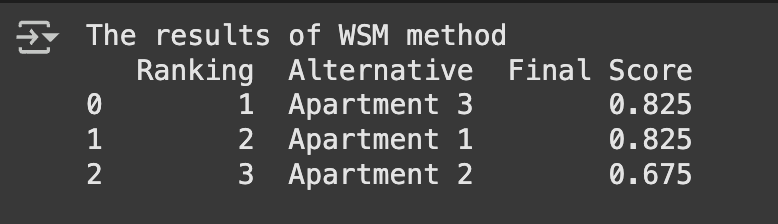 The results of WSM method
Ranking Alternative Final Score
0 1 Apartment 3 0.825
1 2 Apartment 1 0.825
2 3 Apartment 2 0.675